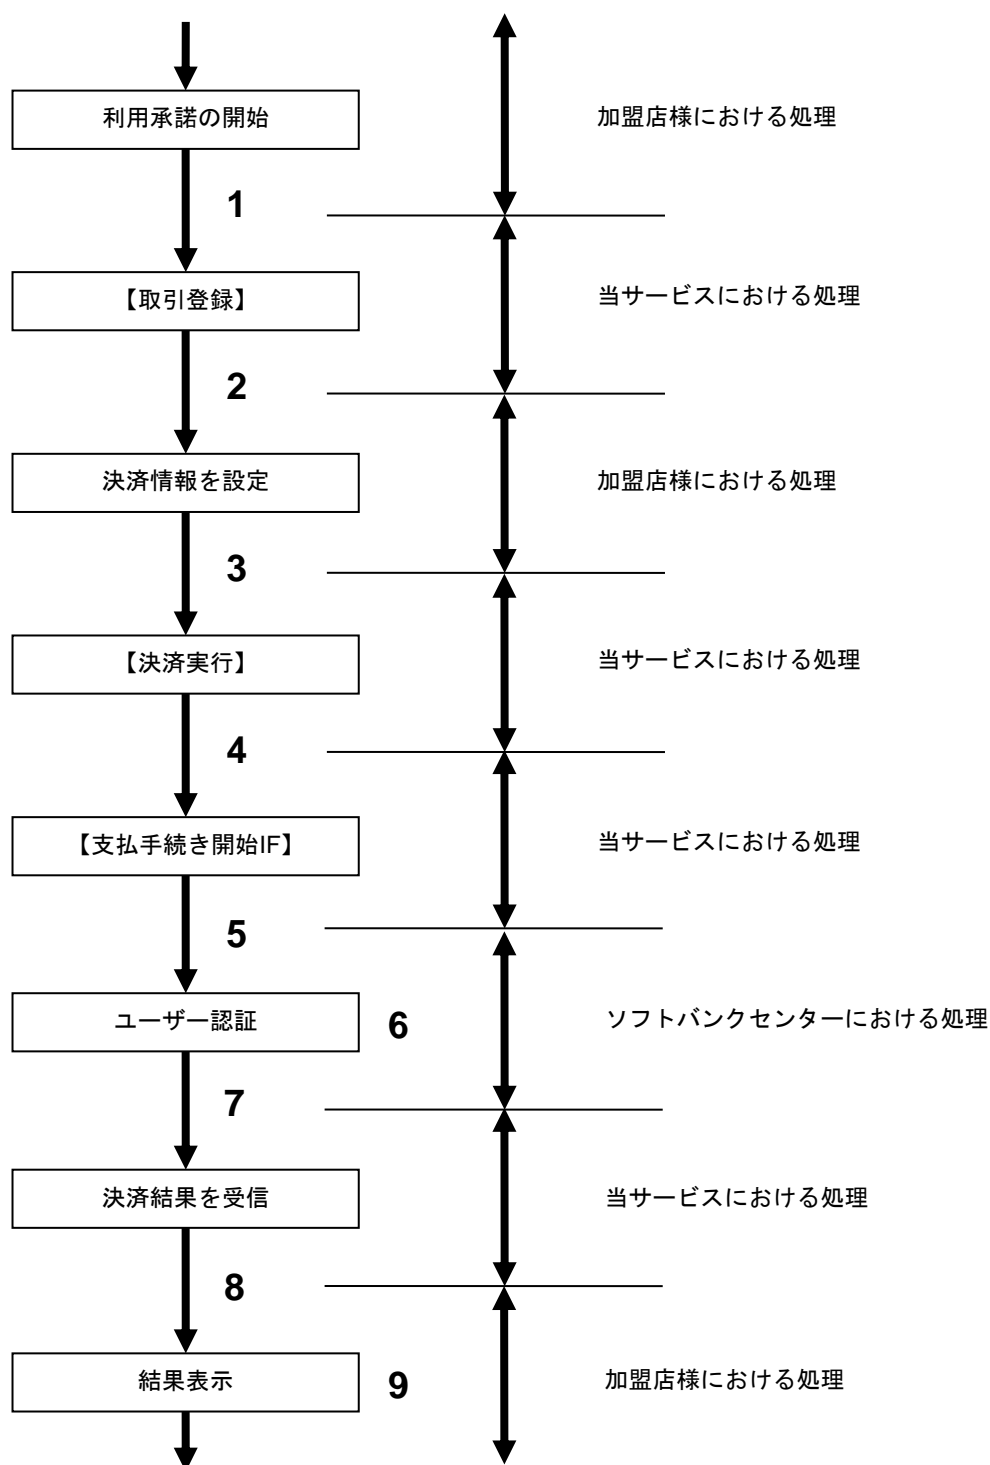 利用承諾の開始
加盟店様における処理
1
【取引登録】
当サービスにおける処理
2
決済情報を設定
加盟店様における処理
3
【決済実行】
当サービスにおける処理
4
【支払手続き開始IF】
当サービスにおける処理
5
ユーザー認証
6
ソフトバンクセンターにおける処理
7
決済結果を受信
当サービスにおける処理
8
結果表示
9
加盟店様における処理